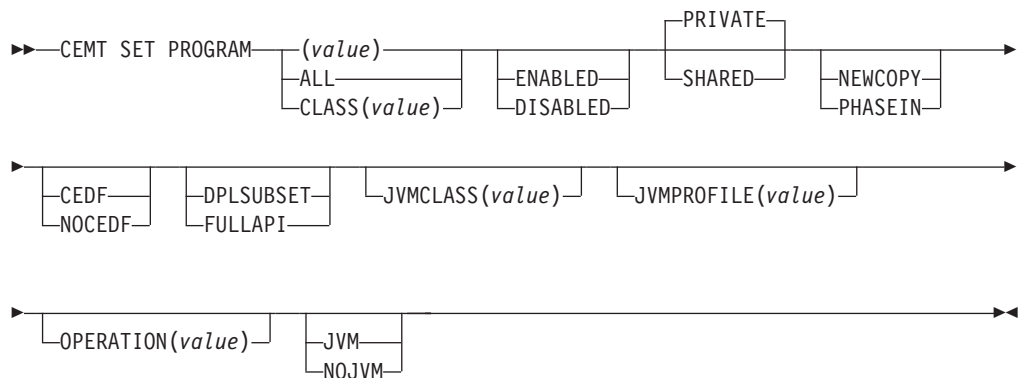 PRIVATE
CEMT SET PROGRAM (value)
ALL ENABLED SHARED NEWCOPY
CLASS(value) DISABLED PHASEIN
CEDF DPLSUBSET JVMCLASS(value) JVMPROFILE(value)
NOCEDF FULLAPI
OPERATION(value) JVM
NOJVM